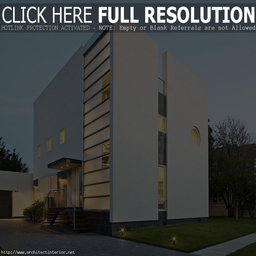 CLICK HERE FULL RESOLUTION
HOTLINK PROTECTION ACTIVATED - NOTE: Empty or Blank Referrals are not Allowed
http://www.architectinterior.net